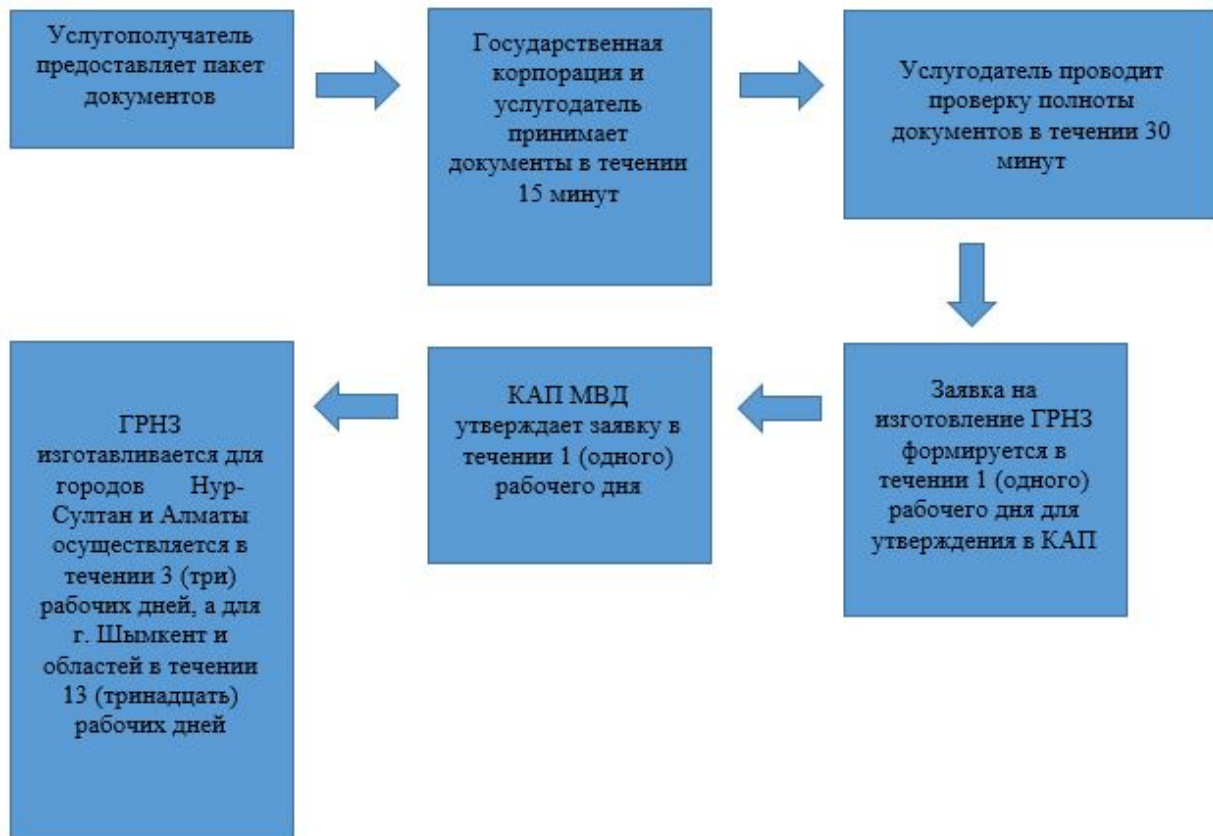 Услугополучатель
предоставляет пакет
документов
Государственная
корпорация и
услугодатель
принимает
документы в течении
15 минут
Услугодатель проводит
проверку полноты
документов в течении 30
минут
Заявка на
изготовление ГРНЗ
формируется в
течении 1 (одного)
рабочего дня для
утверждения в КАП
КАП МВД
утверждает заявку в
течении 1 (одного)
рабочего дня
ГРНЗ
изготавливается для
городов Нур-
Султан и Алматы
осуществляется в
течении 3 (три)
рабочих дней, а для
г. Шымкент и
областей в течении
13 (тринадцать)
рабочих дней